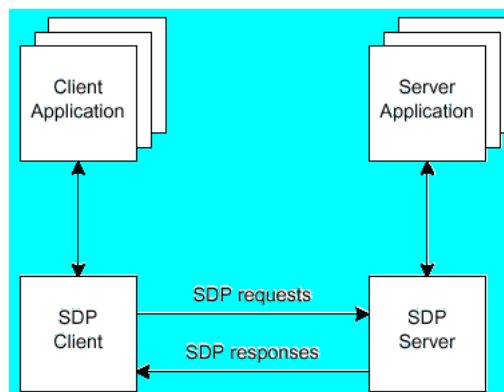 Client
Application
Server
Application
SDP requests
SDP
Client
SDP
Server
SDP responses